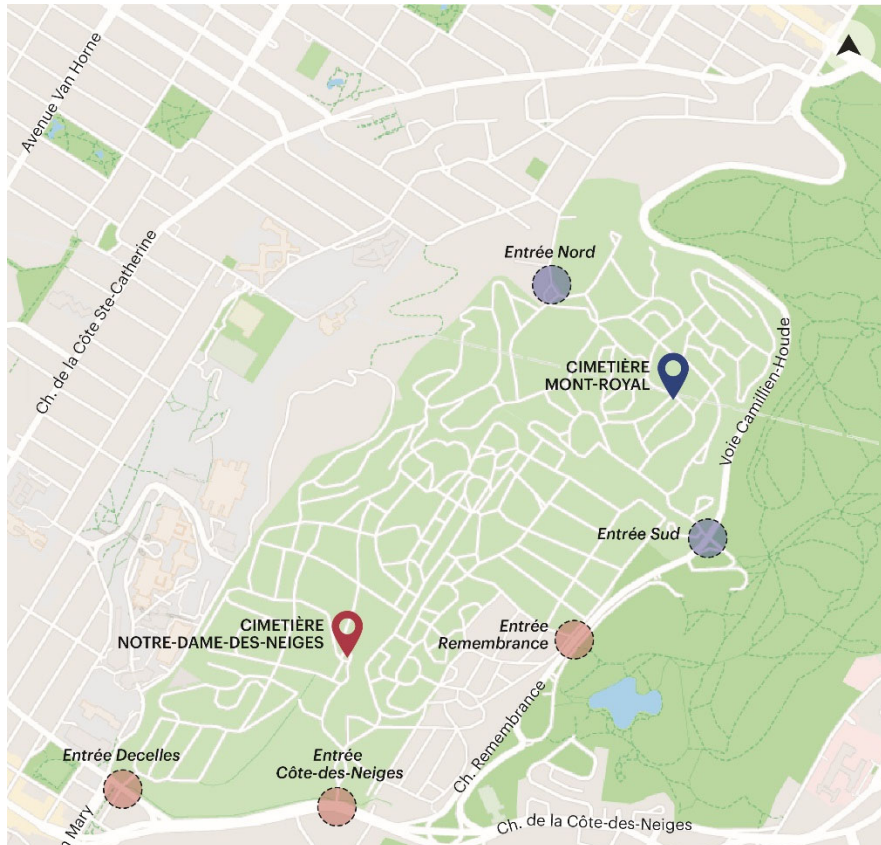 Avenue Van Horne
Ch. de la Côte Ste-Catherine
Entrée Nord
CIMETIÈRE
MONT-ROYAL
Voie Camillien-Houde
Entrée Sud
CIMETIÈRE
NOTRE-DAME-DES-NEIGES
Entrée
Remembrance
Ch. Remembrance
Entrée Decelles
Entrée
Côte-des-Neiges
Mary
Ch. de la Côte-des-Neiges